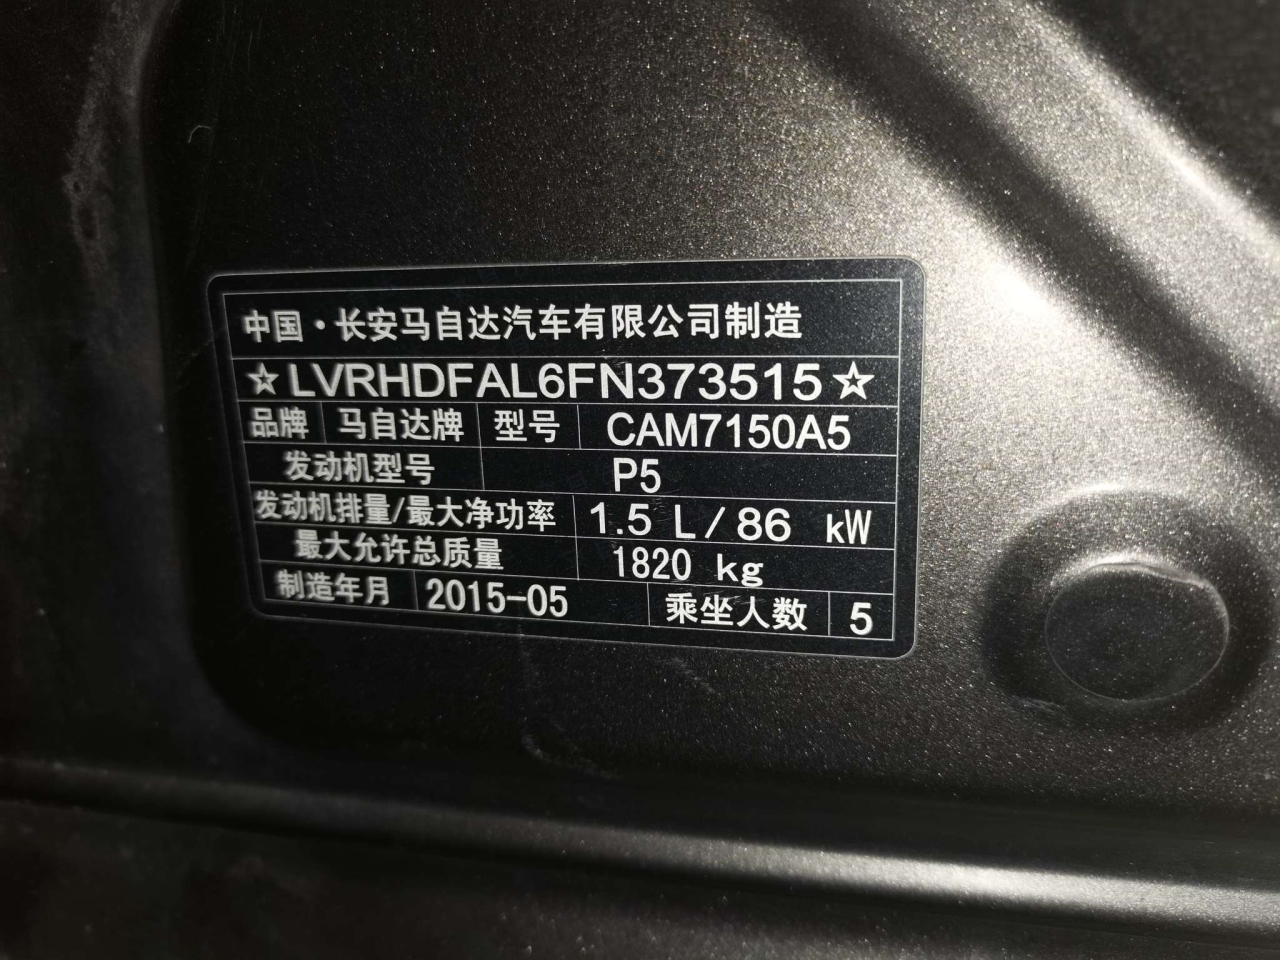 中国·长安马自达汽车有限公司制造
☆LVRHDFAL6FN373515☆
品牌 马自达牌 型号 CAM7150A5
发动机型号 P5
发动机排量/最大净功率 1.5 L/86 kW
最大允许总质量 1820 kg
制造年月 2015-05 乘坐人数 5